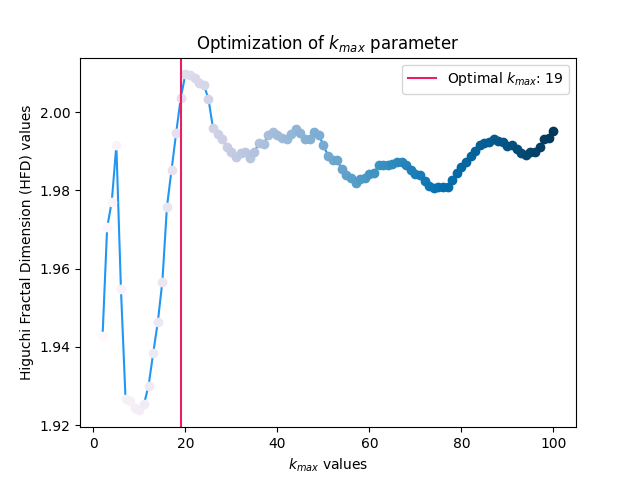 Optimization of kmax parameter
Optimal kmax: 19
Higuchi Fractal Dimension (HFD) values
2.00
1.98
1.96
1.94
1.92
0 20 40 60 80 100
kmax values